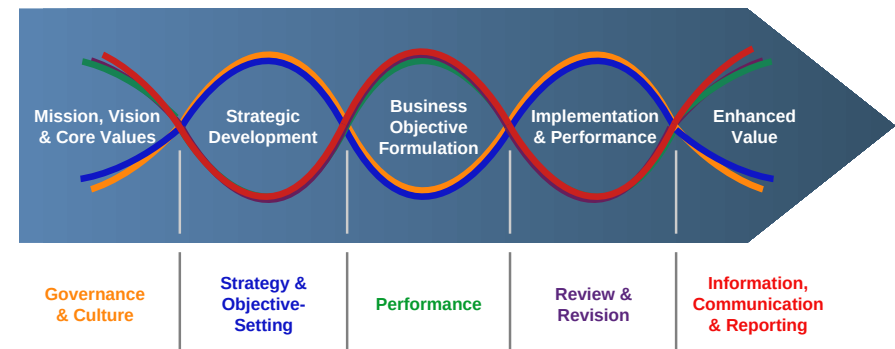 Mission, Vision
& Core Values
Strategic
Development
Business
Objective
Formulation
Implementation
& Performance
Enhanced
Value
Governance
& Culture
Strategy &
Objective-
Setting
Performance
Review &
Revision
Information,
Communication
& Reporting